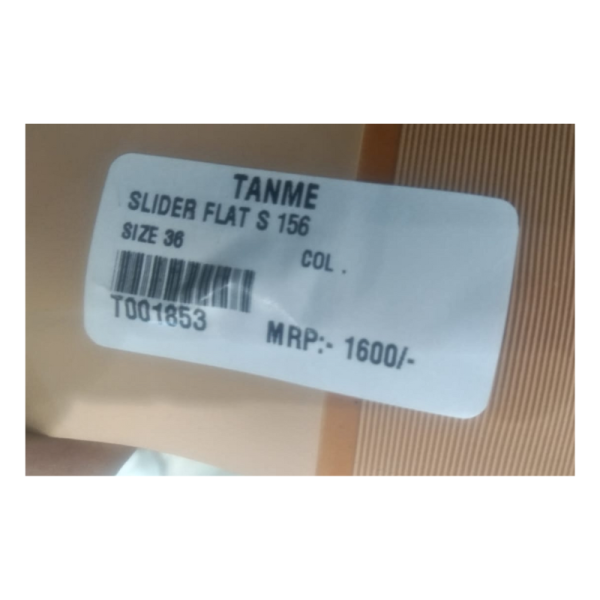 TANME
SLIDER FLAT S 156
SIZE 36
COL .
T001853
MRP:- 1600/-